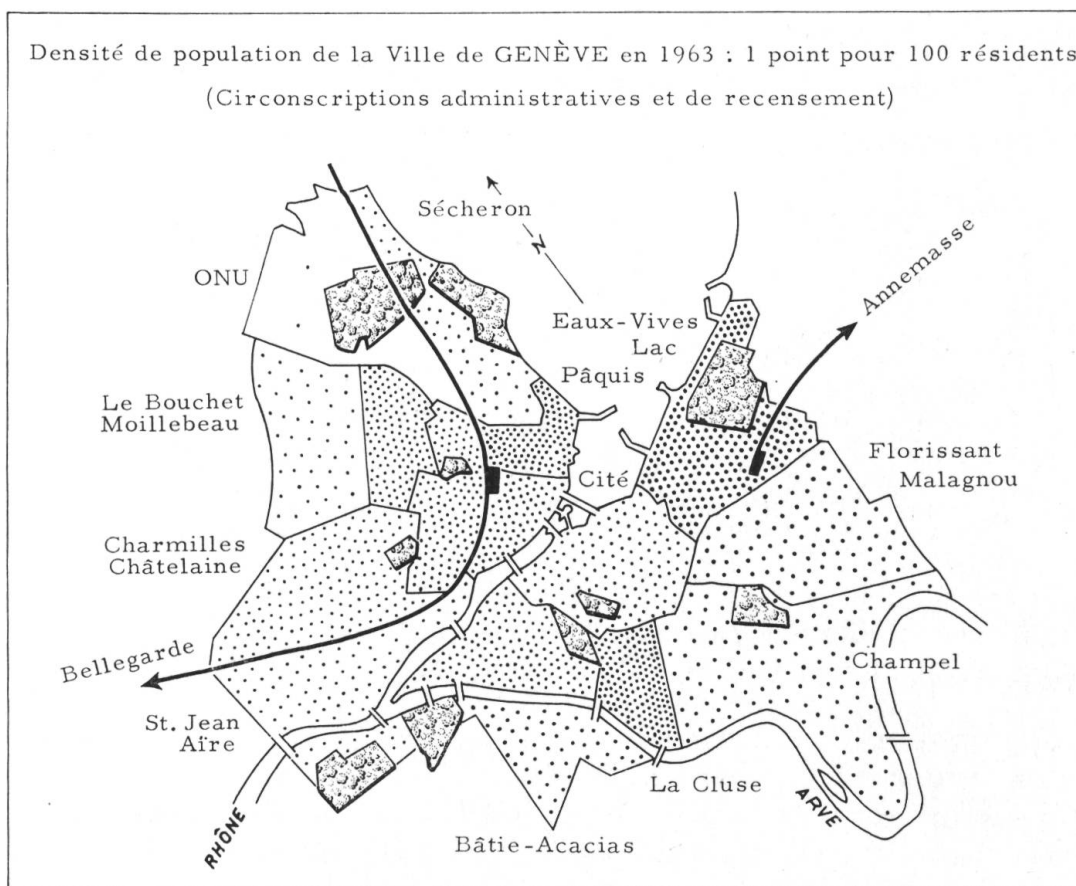 Densité de population de la Ville de GENÈVE en 1963 : 1 point pour 100 résidents
(Circonscriptions administratives et de recensement)
Sécheron
N
ONU
Annemasse
Eaux-Vives
Lac
Pâquis
Le Bouchet
Moillebeau
Florissant
Malagnou
Cité
Charmilles
Châtelaine
Bellegarde
Champel
St. Jean
Aïre
La Cluse
ARVE
RHÔNE
Bâtie-Acacias